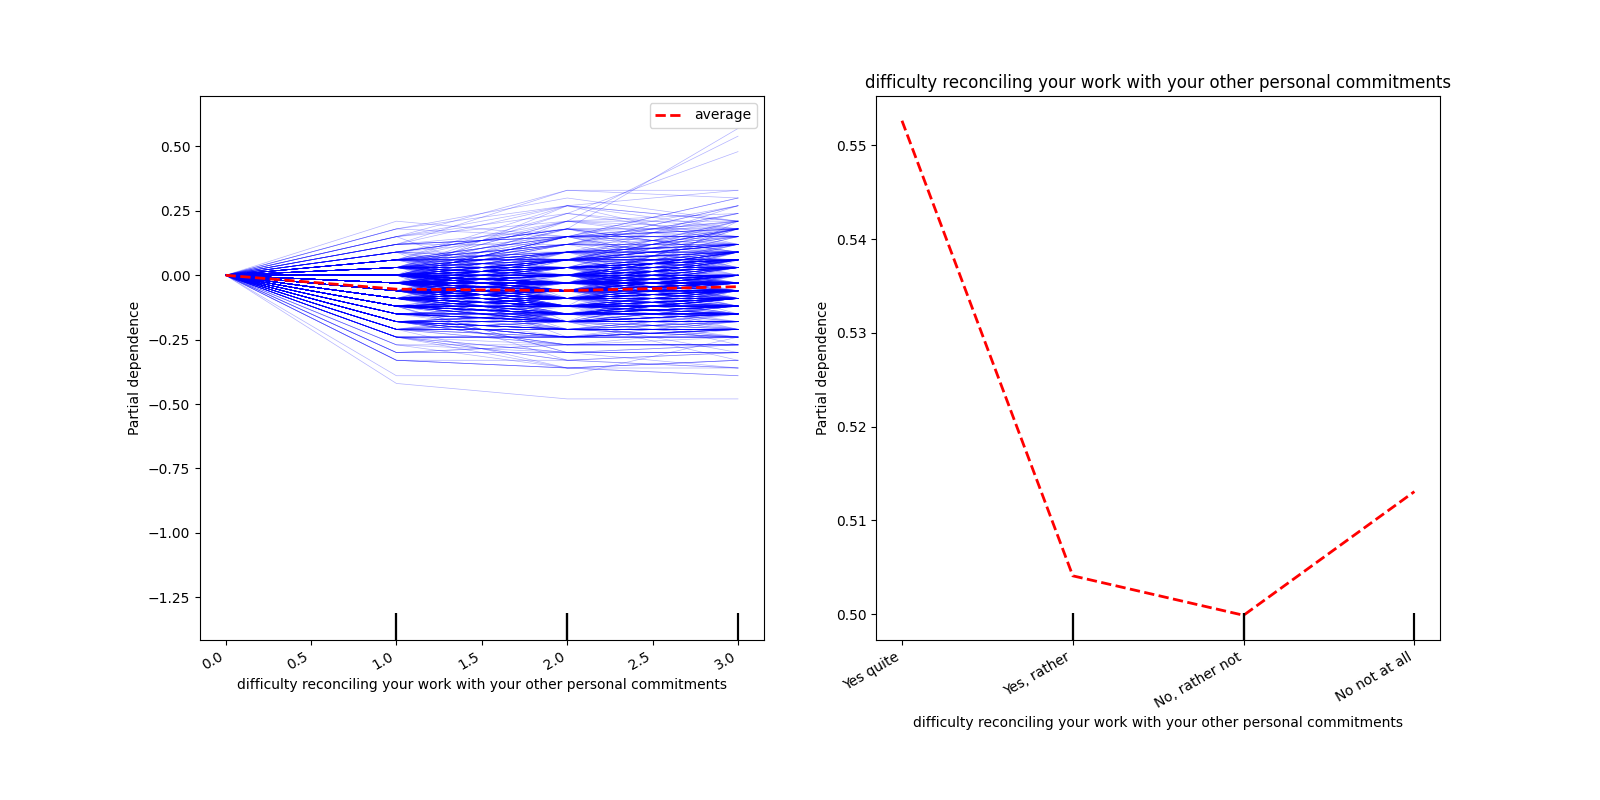 average
Partial dependence
0.50
0.25
0.00
−0.25
−0.50
−0.75
−1.00
−1.25
0.0
0.5
1.0
1.5
2.0
2.5
3.0
difficulty reconciling your work with your other personal commitments
difficulty reconciling your work with your other personal commitments
Partial dependence
0.55
0.54
0.53
0.52
0.51
0.50
Yes quite
Yes, rather
No, rather not
No not at all
difficulty reconciling your work with your other personal commitments